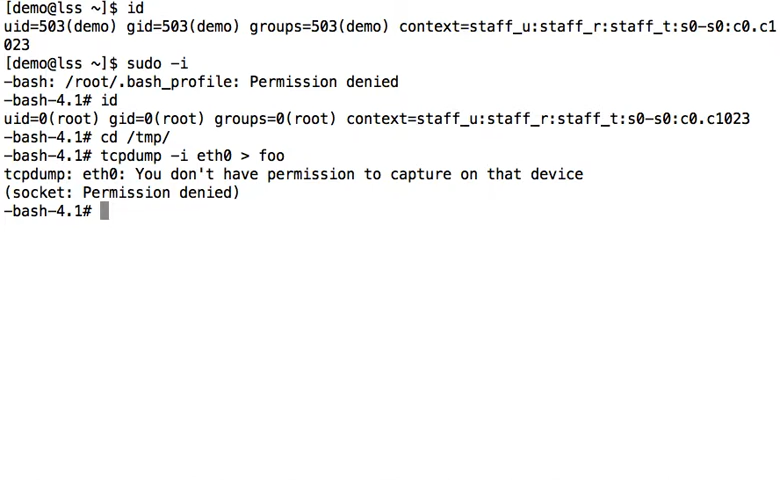 [demo@lss ~]$ id
uid=503(demo) gid=503(demo) groups=503(demo) context=staff_u:staff_r:staff_t:s0-s0:c0.c1
023
[demo@lss ~]$ sudo -i
-bash: /root/.bash_profile: Permission denied
-bash-4.1# id
uid=0(root) gid=0(root) groups=0(root) context=staff_u:staff_r:staff_t:s0-s0:c0.c1023
-bash-4.1# cd /tmp/
-bash-4.1# tcpdump -i eth0 > foo
tcpdump: eth0: You don't have permission to capture on that device
(socket: Permission denied)
-bash-4.1#